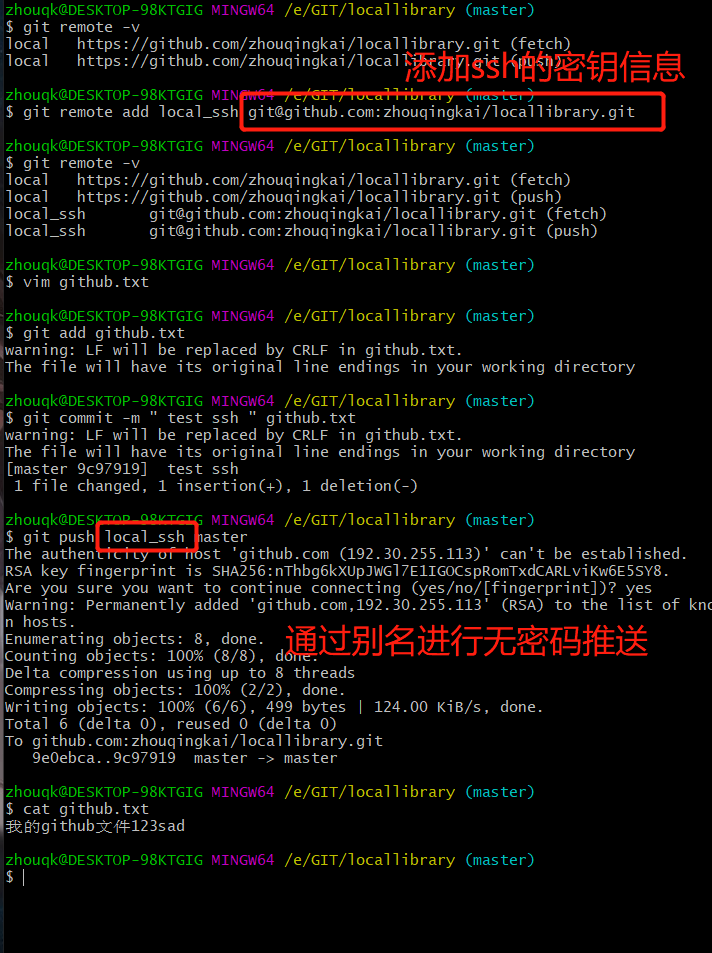 zhouqk@DESKTOP-98KTGIG MINGW64 /e/GIT/locallibrary (master)
$ git remote -v
local   https://github.com/zhouqingkai/locallibrary.git (fetch)
local   https://github.com/zhouqingkai/locallibrary.git (push)
添加ssh的密钥信息
zhouqk@DESKTOP-98KTGIG MINGW64 /e/GIT/locallibrary (master)
$ git remote add local_ssh git@github.com:zhouqingkai/locallibrary.git
zhouqk@DESKTOP-98KTGIG MINGW64 /e/GIT/locallibrary (master)
$ git remote -v
local   https://github.com/zhouqingkai/locallibrary.git (fetch)
local   https://github.com/zhouqingkai/locallibrary.git (push)
local_ssh       git@github.com:zhouqingkai/locallibrary.git (fetch)
local_ssh       git@github.com:zhouqingkai/locallibrary.git (push)
zhouqk@DESKTOP-98KTGIG MINGW64 /e/GIT/locallibrary (master)
$ vim github.txt
zhouqk@DESKTOP-98KTGIG MINGW64 /e/GIT/locallibrary (master)
$ git add github.txt
warning: LF will be replaced by CRLF in github.txt.
The file will have its original line endings in your working directory
zhouqk@DESKTOP-98KTGIG MINGW64 /e/GIT/locallibrary (master)
$ git commit -m " test ssh " github.txt
warning: LF will be replaced by CRLF in github.txt.
The file will have its original line endings in your working directory
[master 9c97919]  test ssh
 1 file changed, 1 insertion(+), 1 deletion(-)
zhouqk@DESKTOP-98KTGIG MINGW64 /e/GIT/locallibrary (master)
$ git push local_ssh master
The authenticity of host 'github.com (192.30.255.113)' can't be established.
RSA key fingerprint is SHA256:nThbg6kXUpJWGl7E1IGOCspRomTxdCARLviKw6E5SY8.
Are you sure you want to continue connecting (yes/no/[fingerprint])? yes
Warning: Permanently added 'github.com,192.30.255.113' (RSA) to the list of know
n hosts.
Enumerating objects: 8, done.
通过别名进行无密码推送
Counting objects: 100% (8/8), done.
Delta compression using up to 8 threads
Compressing objects: 100% (2/2), done.
Writing objects: 100% (6/6), 499 bytes | 124.00 KiB/s, done.
Total 6 (delta 0), reused 0 (delta 0)
To github.com:zhouqingkai/locallibrary.git
   9e0ebca..9c97919  master -> master
zhouqk@DESKTOP-98KTGIG MINGW64 /e/GIT/locallibrary (master)
$ cat github.txt
我的github文件123sad
zhouqk@DESKTOP-98KTGIG MINGW64 /e/GIT/locallibrary (master)
$